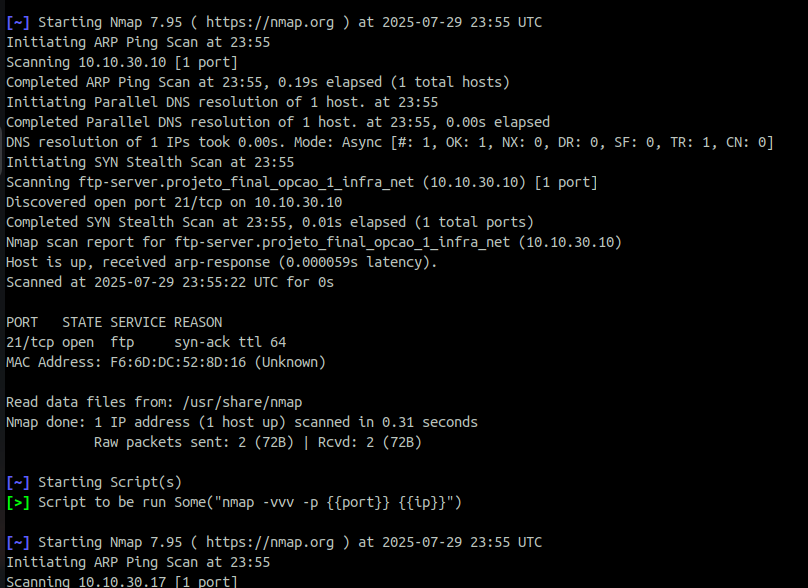 [~] Starting Nmap 7.95 ( https://nmap.org ) at 2025-07-29 23:55 UTC
Initiating ARP Ping Scan at 23:55
Scanning 10.10.30.10 [1 port]
Completed ARP Ping Scan at 23:55, 0.19s elapsed (1 total hosts)
Initiating Parallel DNS resolution of 1 host. at 23:55
Completed Parallel DNS resolution of 1 host. at 23:55, 0.00s elapsed
DNS resolution of 1 IPs took 0.00s. Mode: Async [#: 1, OK: 1, NX: 0, DR: 0, SF: 0, TR: 1, CN: 0]
Initiating SYN Stealth Scan at 23:55
Scanning ftp-server.projeto_final_opcao_1_infra_net (10.10.30.10) [1 port]
Discovered open port 21/tcp on 10.10.30.10
Completed SYN Stealth Scan at 23:55, 0.01s elapsed (1 total ports)
Nmap scan report for ftp-server.projeto_final_opcao_1_infra_net (10.10.30.10)
Host is up, received arp-response (0.000059s latency).
Scanned at 2025-07-29 23:55:22 UTC for 0s

PORT   STATE SERVICE REASON
21/tcp open  ftp     syn-ack ttl 64
MAC Address: F6:6D:DC:52:8D:16 (Unknown)

Read data files from: /usr/share/nmap
Nmap done: 1 IP address (1 host up) scanned in 0.31 seconds
           Raw packets sent: 2 (72B) | Rcvd: 2 (72B)

[~] Starting Script(s)
[>] Script to be run Some("nmap -vvv -p {{port}} {{ip}}")

[~] Starting Nmap 7.95 ( https://nmap.org ) at 2025-07-29 23:55 UTC
Initiating ARP Ping Scan at 23:55
Scanning 10.10.30.17 [1 port]